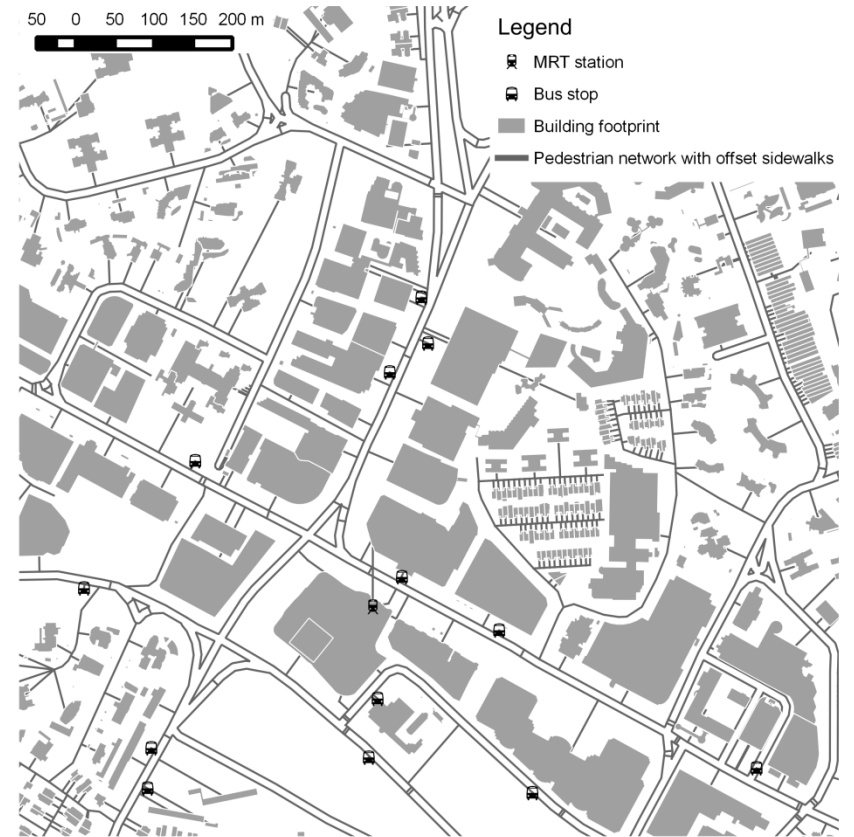 50 0 50 100 150 200 m
Legend
MRT station
Bus stop
Building footprint
Pedestrian network with offset sidewalks